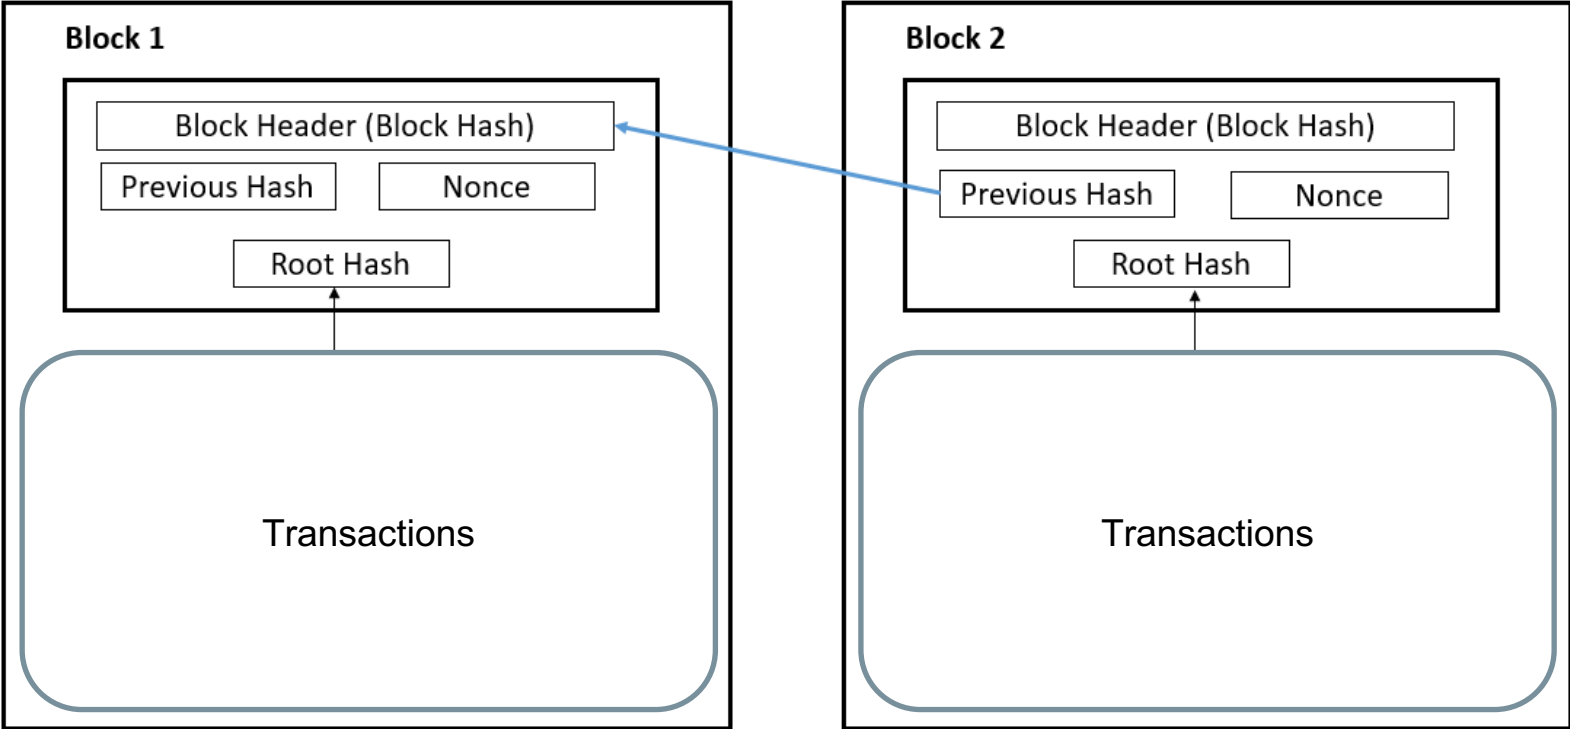 Block 1
Block Header (Block Hash)
Previous Hash
Nonce
Root Hash
Transactions
Block 2
Block Header (Block Hash)
Previous Hash
Nonce
Root Hash
Transactions